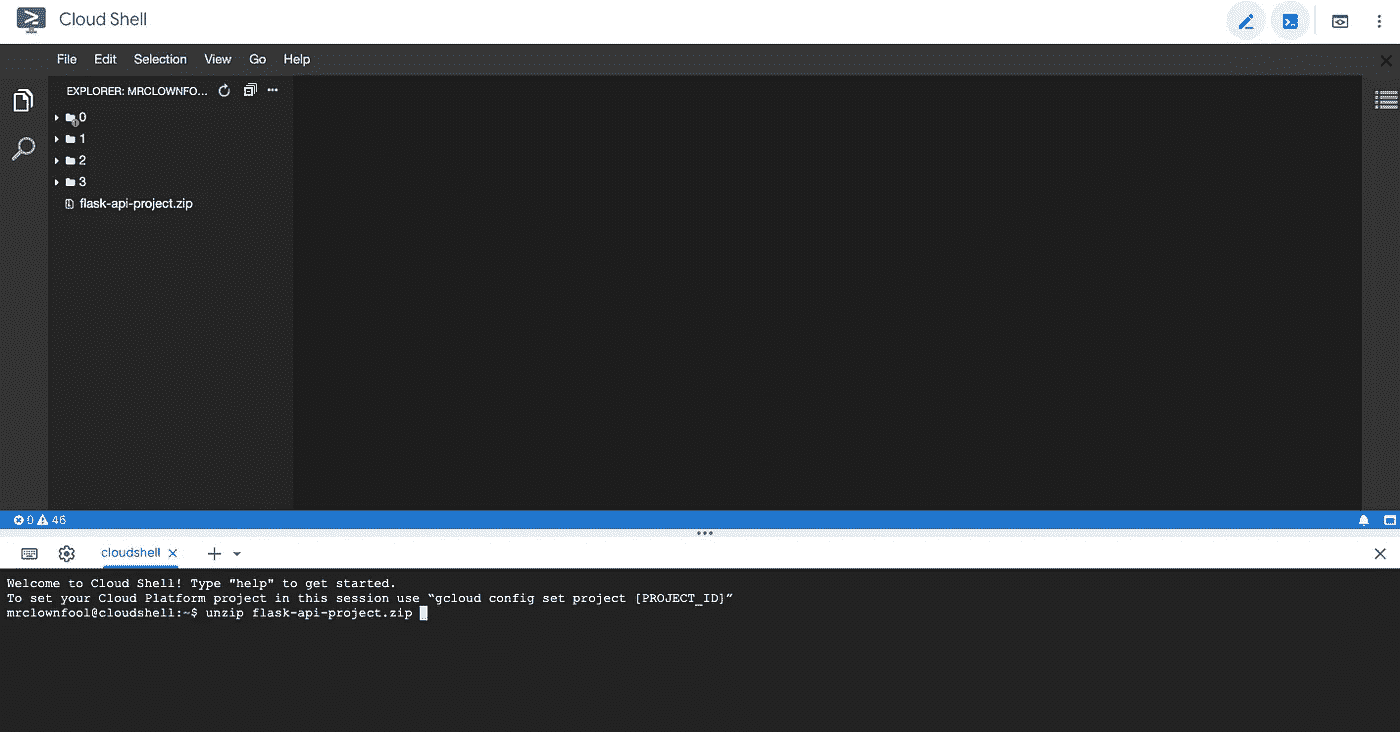 Cloud Shell
File Edit Selection View Go Help
EXPLORER: MRCLOWNFO...
0
1
2
3
flask-api-project.zip
0 46
cloudshell
Welcome to Cloud Shell! Type "help" to get started.
To set your Cloud Platform project in this session use “gcloud config set project [PROJECT_ID]”
mrclownfool@cloudshell:~$ unzip flask-api-project.zip